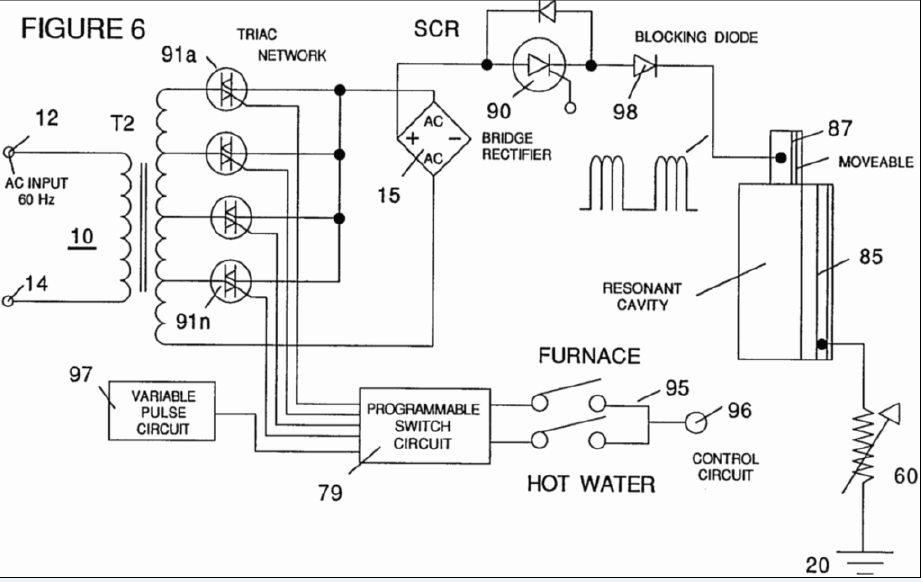 FIGURE 6
TRIAC
NETWORK
91a
SCR
BLOCKING DIODE
90
98
12
T2
AC
+ −
AC
BRIDGE
RECTIFIER
15
87
MOVEABLE
AC INPUT
60 Hz
10
14
91n
RESONANT
CAVITY
85
FURNACE
97
VARIABLE
PULSE
CIRCUIT
PROGRAMMABLE
SWITCH
CIRCUIT
95
96
CONTROL
CIRCUIT
HOT WATER
79
60
20